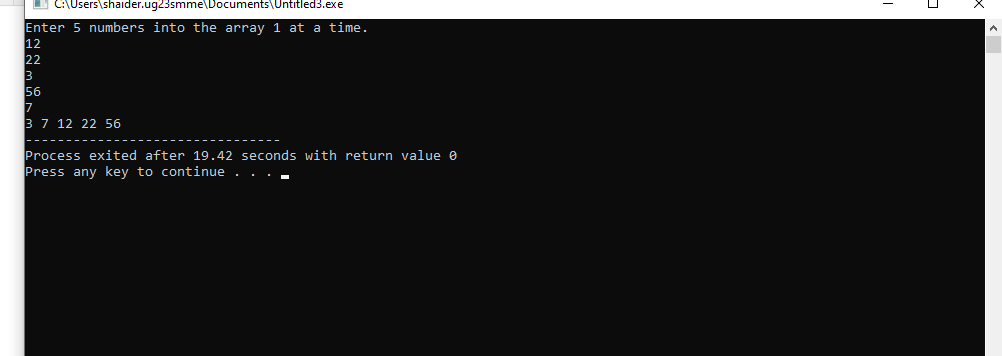 C:\Users\shaider.ug23smme\Documents\Untitled3.exe
Enter 5 numbers into the array 1 at a time.
12
22
3
56
7
3 7 12 22 56
--------------------------------
Process exited after 19.42 seconds with return value 0
Press any key to continue . . .